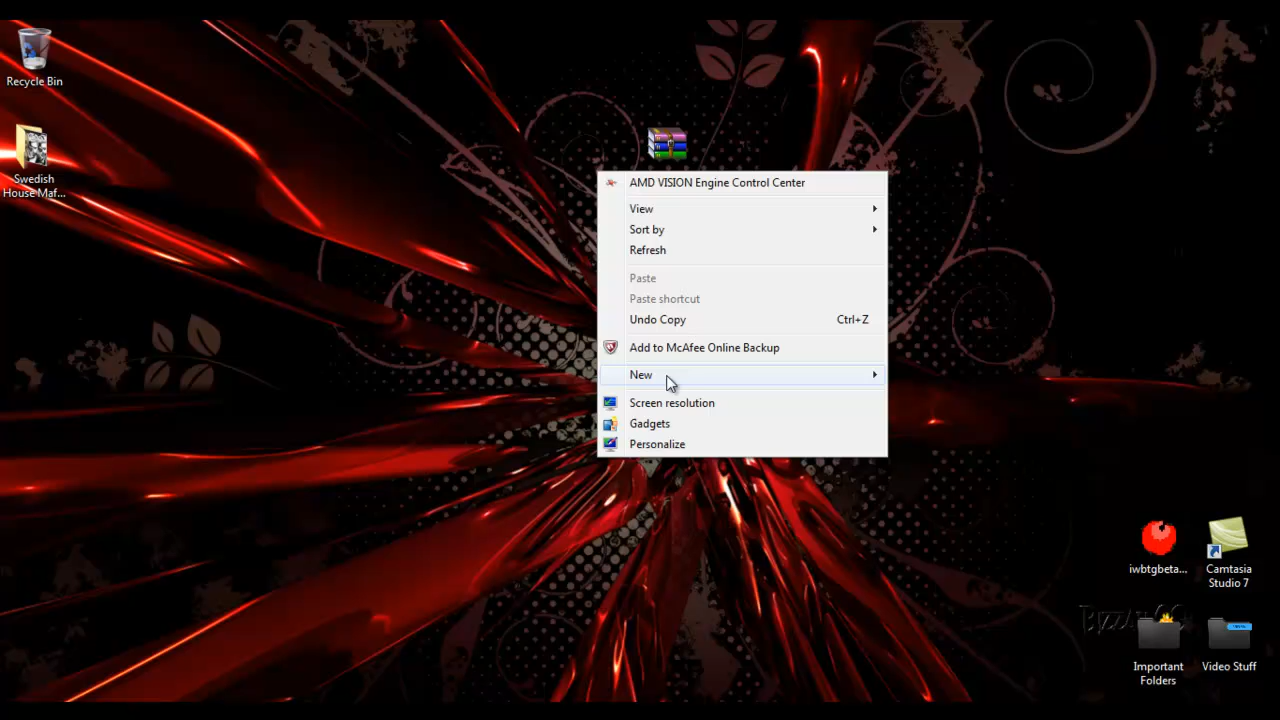 Recycle Bin
Swedish
House Maf...
AMD VISION Engine Control Center
View
Sort by
Refresh
Paste
Paste shortcut
Undo Copy Ctrl+Z
Add to McAfee Online Backup
New
Screen resolution
Gadgets
Personalize
iwbtgbeta...
Camtasia
Studio 7
Important
Folders
Video Stuff